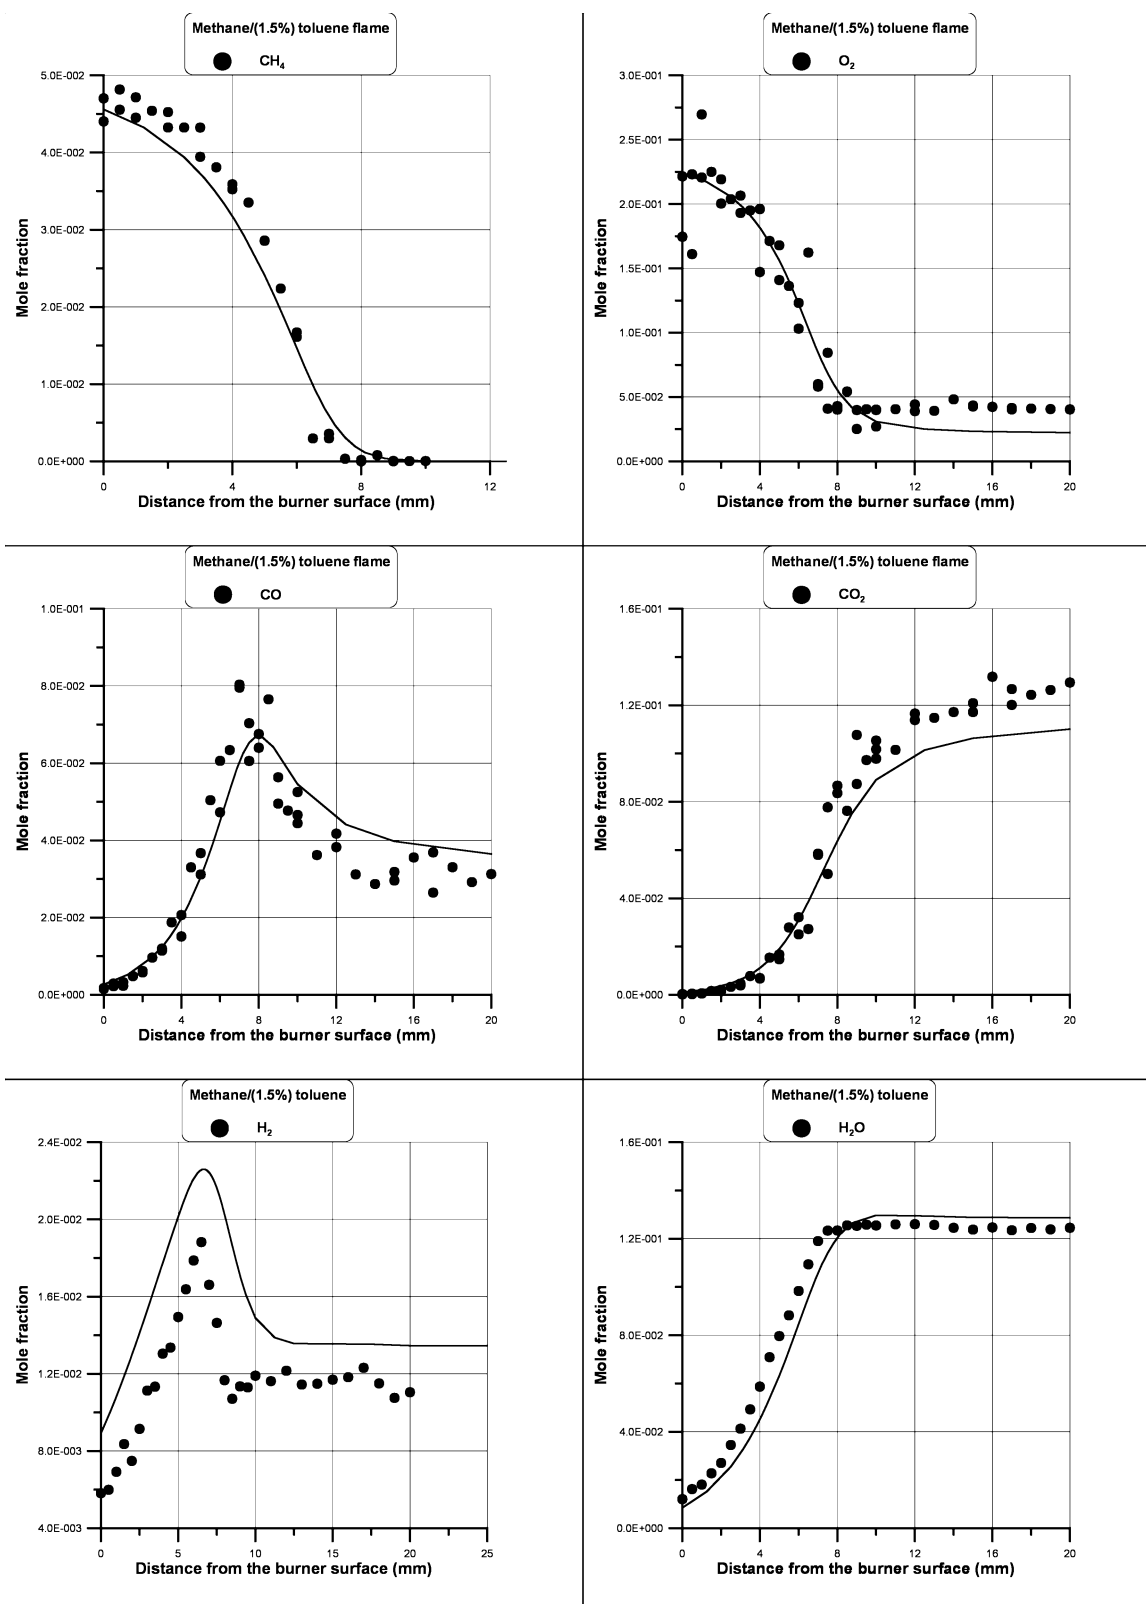 Methane/(1.5%) toluene flame
CH₄
5.0E-002
4.0E-002
3.0E-002
2.0E-002
1.0E-002
0.0E+000
Mole fraction
0 4 8 12
Distance from the burner surface (mm)
Methane/(1.5%) toluene flame
O₂
3.0E-001
2.5E-001
2.0E-001
1.5E-001
1.0E-001
5.0E-002
0.0E+000
Mole fraction
0 4 8 12 16 20
Distance from the burner surface (mm)
Methane/(1.5%) toluene flame
CO
1.0E-001
8.0E-002
6.0E-002
4.0E-002
2.0E-002
0.0E+000
Mole fraction
0 4 8 12 16 20
Distance from the burner surface (mm)
Methane/(1.5%) toluene flame
CO₂
1.6E-001
1.2E-001
8.0E-002
4.0E-002
0.0E+000
Mole fraction
0 4 8 12 16 20
Distance from the burner surface (mm)
Methane/(1.5%) toluene
H₂
2.4E-002
2.0E-002
1.6E-002
1.2E-002
8.0E-003
4.0E-003
Mole fraction
0 5 10 15 20 25
Distance from the burner surface (mm)
Methane/(1.5%) toluene
H₂O
1.6E-001
1.2E-001
8.0E-002
4.0E-002
0.0E+000
Mole fraction
0 4 8 12 16 20
Distance from the burner surface (mm)